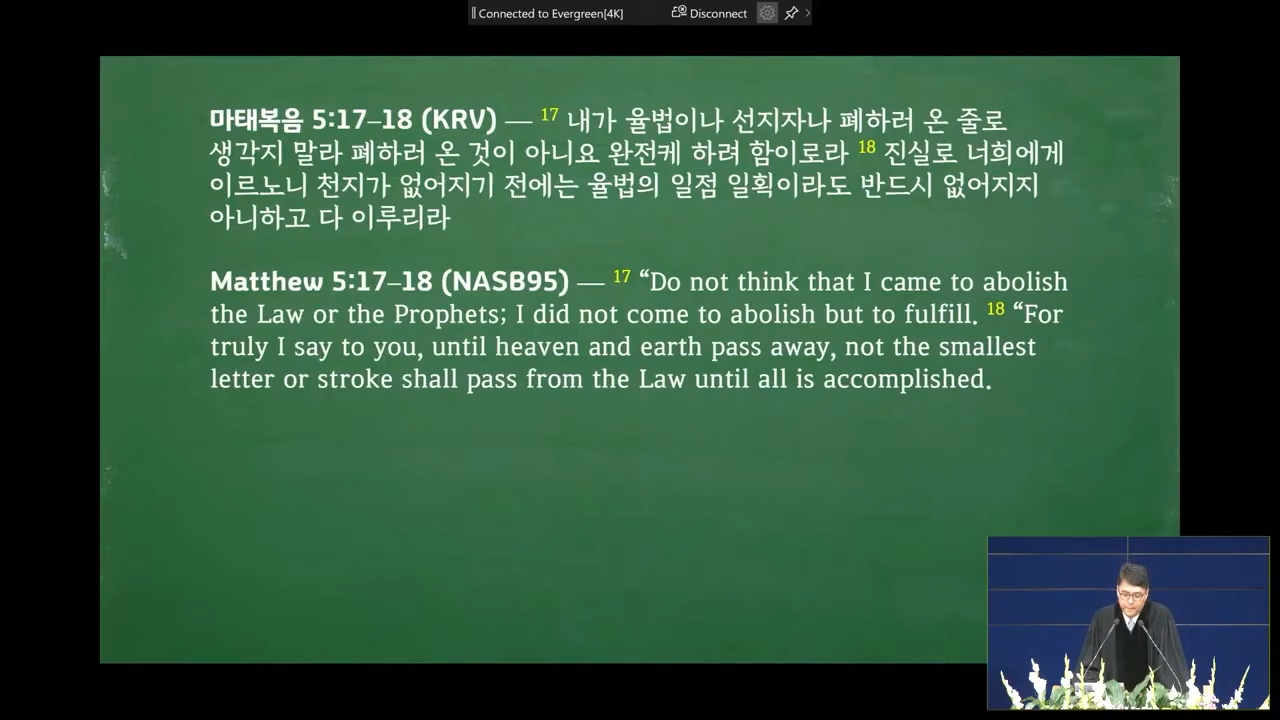 Connected to Evergreen[4K] Disconnect
마태복음 5:17–18 (KRV) — 17 내가 율법이나 선지자나 폐하러 온 줄로
생각지 말라 폐하러 온 것이 아니요 완전케 하려 함이로라 18 진실로 너희에게
이르노니 천지가 없어지기 전에는 율법의 일점 일획이라도 반드시 없어지지
아니하고 다 이루리라
Matthew 5:17–18 (NASB95) — 17 “Do not think that I came to abolish
the Law or the Prophets; I did not come to abolish but to fulfill. 18 “For
truly I say to you, until heaven and earth pass away, not the smallest
letter or stroke shall pass from the Law until all is accomplished.